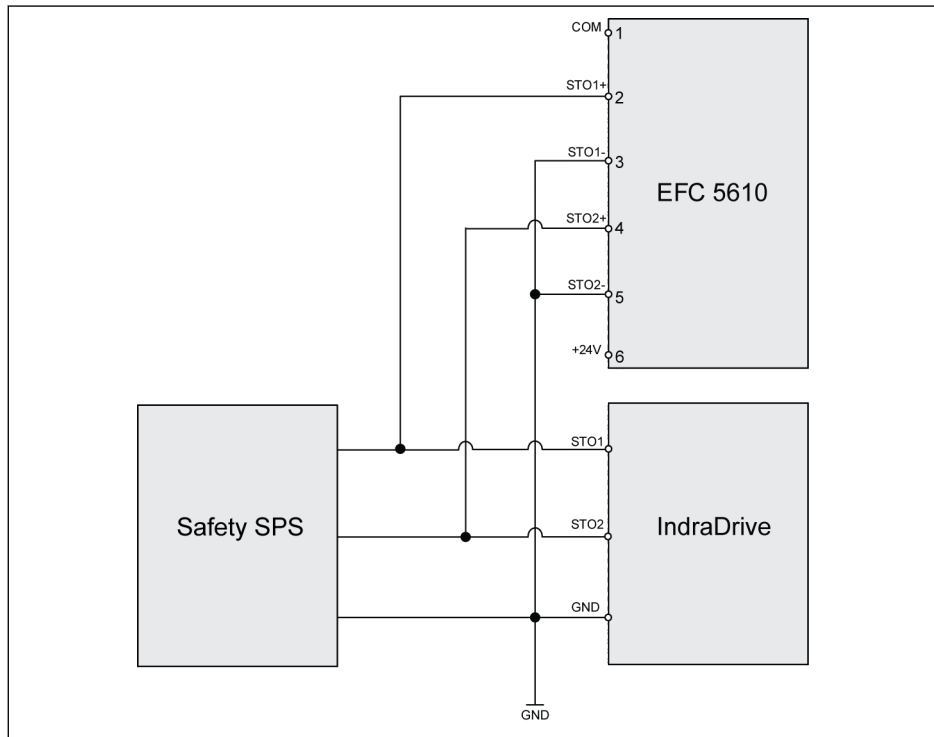 COM 1
STO1+ 2
STO1- 3
EFC 5610
STO2+ 4
STO2- 5
+24V 6
STO1
Safety SPS
STO2
IndraDrive
GND
GND